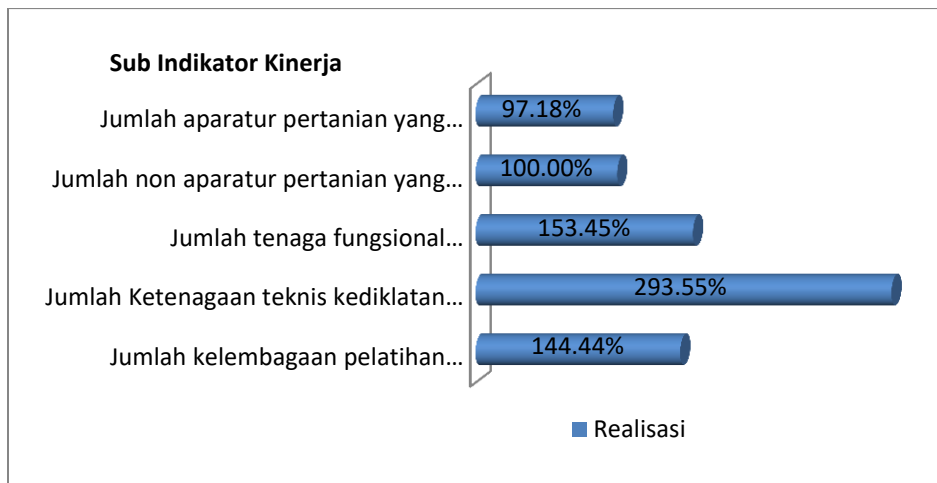 Sub Indikator Kinerja
Jumlah aparatur pertanian yang...
97.18%
Jumlah non aparatur pertanian yang...
100.00%
Jumlah tenaga fungsional...
153.45%
Jumlah Ketenagaan teknis kediklatan...
293.55%
Jumlah kelembagaan pelatihan...
144.44%
Realisasi